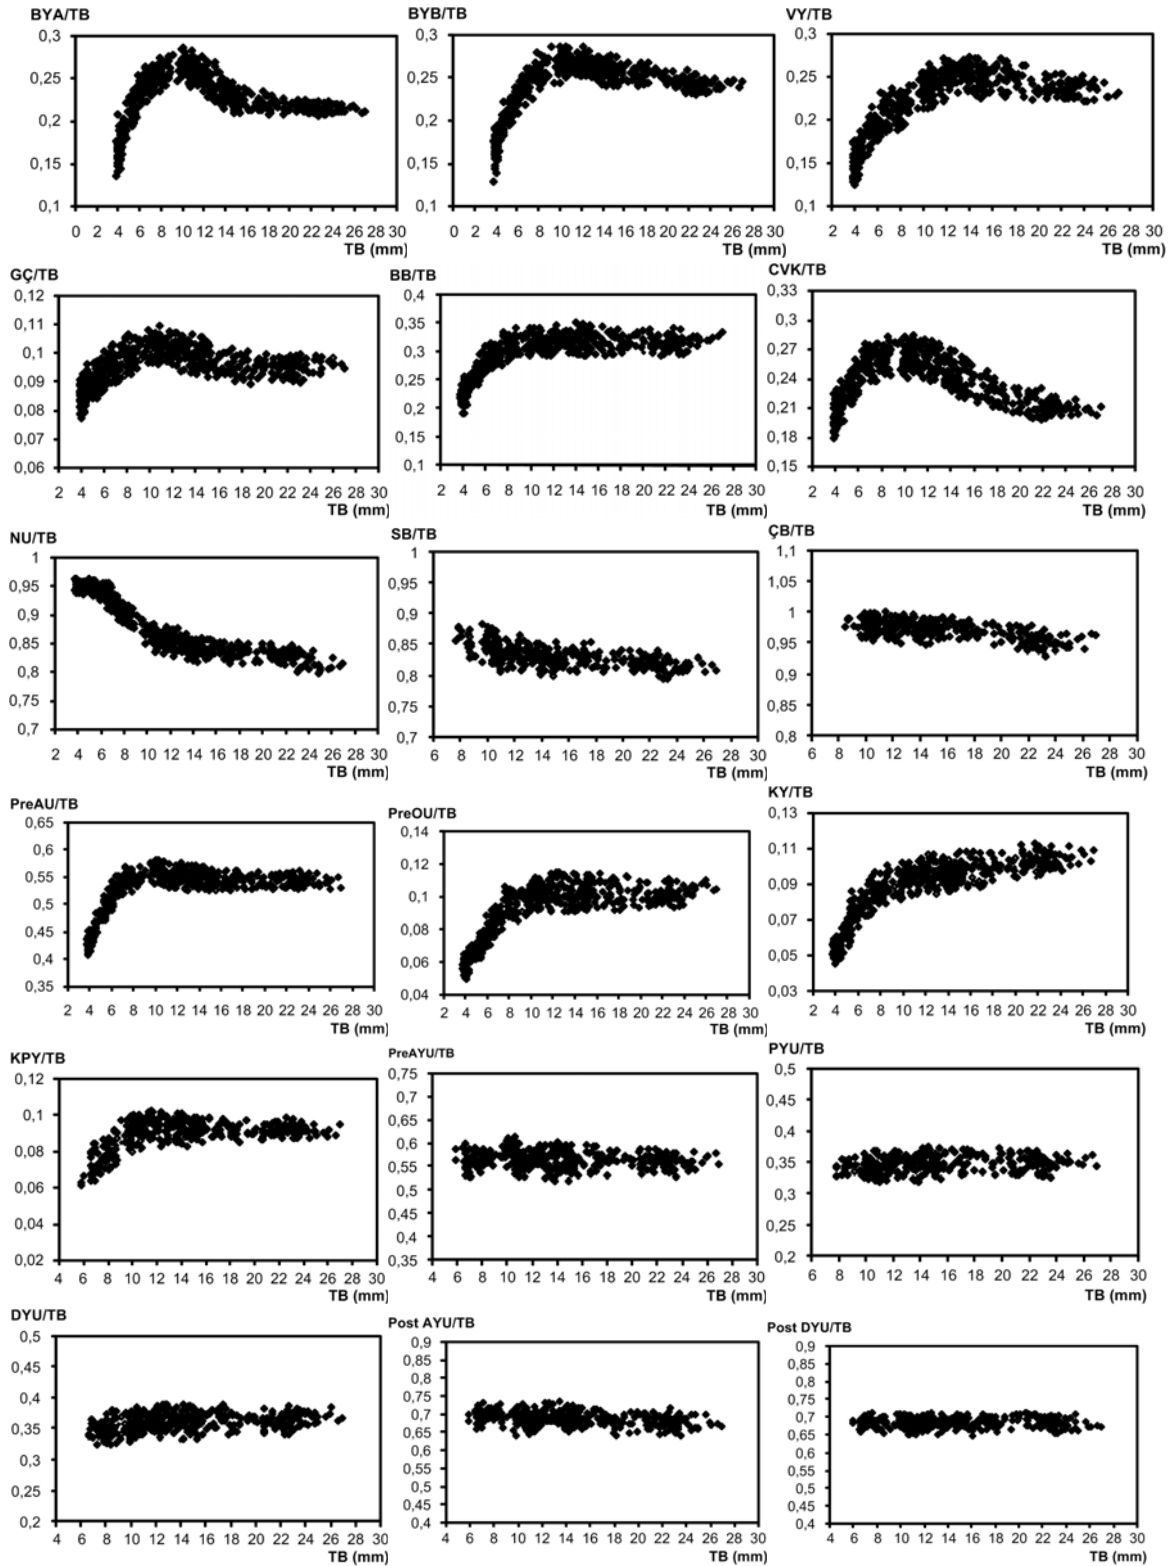 BYA/TB
0,3
0,25
0,2
0,15
0,1
0 2 4 6 8 10 12 14 16 18 20 22 24 26 28 30
TB (mm)
BYB/TB
0,3
0,25
0,2
0,15
0,1
0 2 4 6 8 10 12 14 16 18 20 22 24 26 28 30
TB (mm)
VY/TB
0,3
0,25
0,2
0,15
0,1
2 4 6 8 10 12 14 16 18 20 22 24 26 28 30
TB (mm)
GÇ/TB
0,12
0,11
0,1
0,09
0,08
0,07
0,06
2 4 6 8 10 12 14 16 18 20 22 24 26 28 30
TB (mm)
BB/TB
0,4
0,35
0,3
0,25
0,2
0,15
0,1
2 4 6 8 10 12 14 16 18 20 22 24 26 28 30
TB (mm)
CVK/TB
0,33
0,3
0,27
0,24
0,21
0,18
0,15
2 4 6 8 10 12 14 16 18 20 22 24 26 28 30
TB (mm)
NU/TB
1
0,95
0,9
0,85
0,8
0,75
0,7
2 4 6 8 10 12 14 16 18 20 22 24 26 28 30
TB (mm)
SB/TB
1
0,95
0,9
0,85
0,8
0,75
0,7
6 8 10 12 14 16 18 20 22 24 26 28 30
TB (mm)
ÇB/TB
1,1
1,05
1
0,95
0,9
0,85
0,8
6 8 10 12 14 16 18 20 22 24 26 28 30
TB (mm)
PreAU/TB
0,65
0,6
0,55
0,5
0,45
0,4
0,35
2 4 6 8 10 12 14 16 18 20 22 24 26 28 30
TB (mm)
PreOU/TB
0,14
0,12
0,1
0,08
0,06
0,04
2 4 6 8 10 12 14 16 18 20 22 24 26 28 30
TB (mm)
KY/TB
0,13
0,11
0,09
0,07
0,05
0,03
2 4 6 8 10 12 14 16 18 20 22 24 26 28 30
TB (mm)
KPY/TB
0,12
0,1
0,08
0,06
0,04
0,02
4 6 8 10 12 14 16 18 20 22 24 26 28 30
TB (mm)
PreAYU/TB
0,75
0,7
0,65
0,6
0,55
0,5
0,45
0,4
0,35
4 6 8 10 12 14 16 18 20 22 24 26 28 30
TB (mm)
PYU/TB
0,5
0,45
0,4
0,35
0,3
0,25
0,2
6 8 10 12 14 16 18 20 22 24 26 28 30
TB (mm)
DYU/TB
0,5
0,45
0,4
0,35
0,3
0,25
0,2
4 6 8 10 12 14 16 18 20 22 24 26 28 30
TB (mm)
Post AYU/TB
0,9
0,85
0,8
0,75
0,7
0,65
0,6
0,55
0,5
0,45
0,4
4 6 8 10 12 14 16 18 20 22 24 26 28 30
TB (mm)
Post DYU/TB
0,9
0,85
0,8
0,75
0,7
0,65
0,6
0,55
0,5
0,45
0,4
4 6 8 10 12 14 16 18 20 22 24 26 28 30
TB (mm)